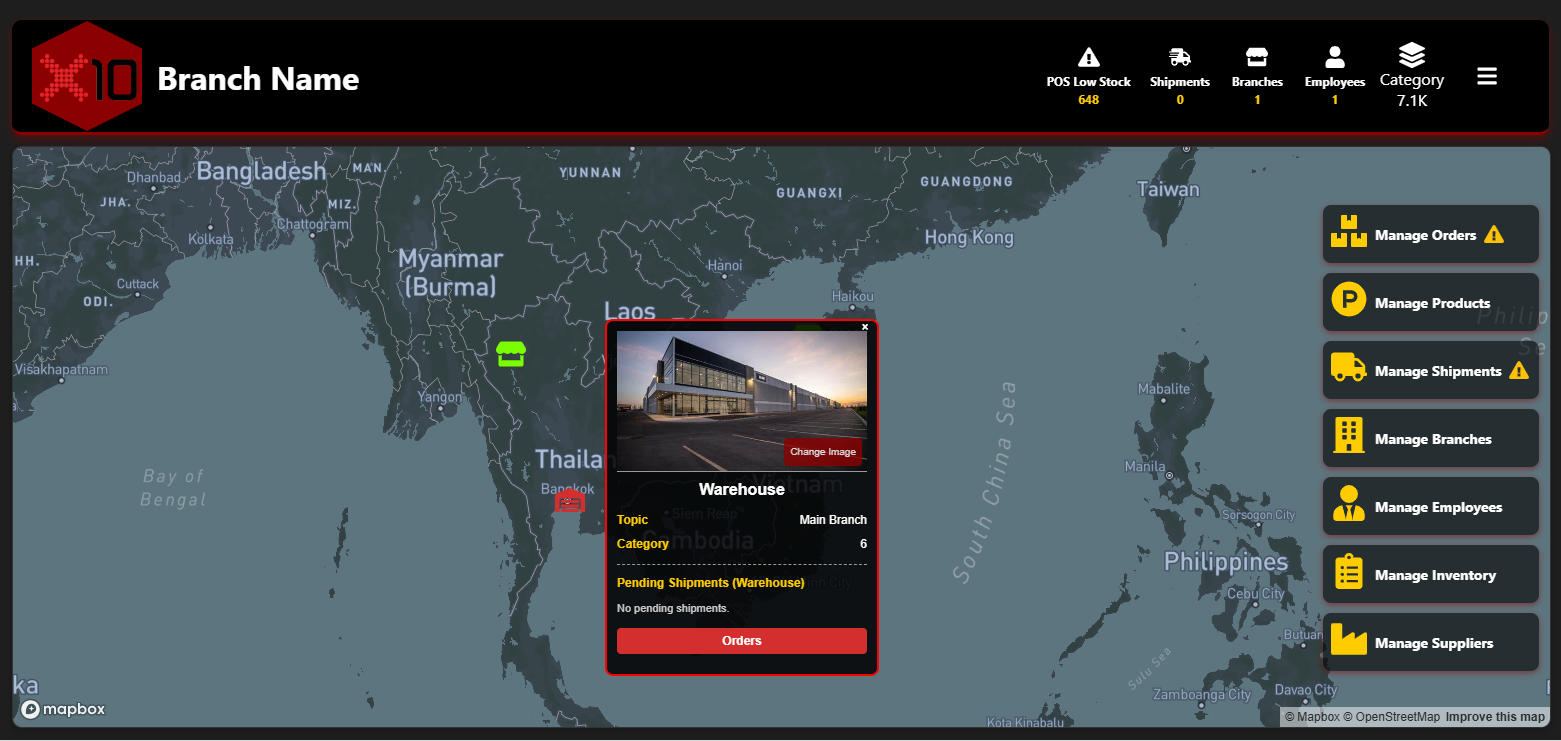 X10
Branch Name
POS Low Stock
648
Shipments
0
Branches
1
Employees
1
Category
7.1K
Bangladesh
Dhanbad
MAN.
JHA.
MIZ.
Chattogram
Kolkata
YUNNAN
GUANGXI
GUANGDONG
Taiwan
Hong Kong
HH.
Cuttack
ODI.
Myanmar
(Burma)
Hanoi
Haikou
Laos
Visakhapatnam
Yangon
Bay of
Bengal
Thaila
Bangkok
South China Sea
Mabalite
Manila
Sorsogon City
Philippines
Cebu City
Butuan
Sulu Sea
Zamboanga City
Davao City
Kota Kinabalu
Philip
Se
ka
x
Change Image
Warehouse
Vietnam
Topic
Main Branch
Siem Reap
Category
6
Cambodia
Pending Shipments (Warehouse)
No pending shipments.
Orders
Manage Orders
P
Manage Products
Manage Shipments
Manage Branches
Manage Employees
Manage Inventory
Manage Suppliers
mapbox
© Mapbox © OpenStreetMap Improve this map